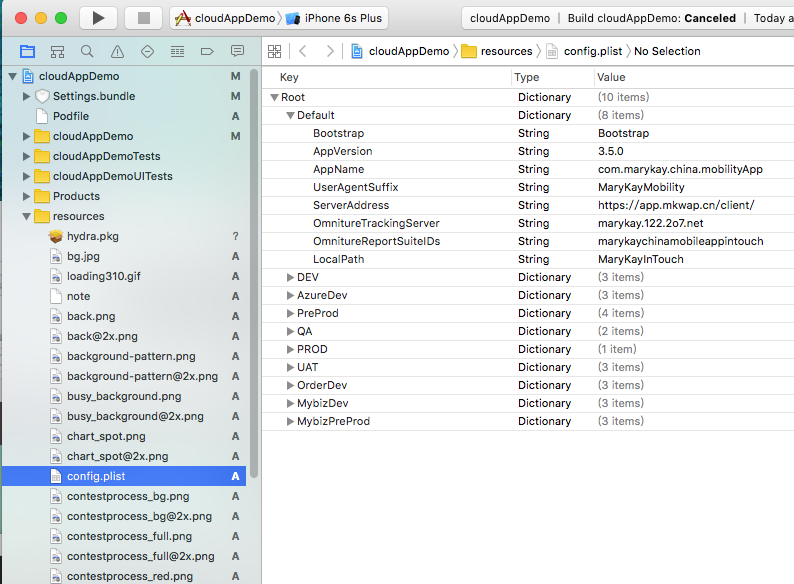 cloudAppDemo iPhone 6s Plus
cloudAppDemo Build cloudAppDemo: Canceled Today a
cloudAppDemo resources config.plist No Selection
cloudAppDemo M
Settings.bundle M
Podfile A
cloudAppDemo M
cloudAppDemoTests
cloudAppDemoUITests
Products
resources
hydra.pkg ?
bg.jpg A
loading310.gif A
note A
back.png A
back@2x.png A
background-pattern.png A
background-pattern@2x.png A
busy_background.png A
busy_background@2x.png A
chart_spot.png A
chart_spot@2x.png A
config.plist A
contestprocess_bg.png A
contestprocess_bg@2x.png A
contestprocess_full.png A
contestprocess_full@2x.png A
contestprocess_red.png A
Key Type Value
Root Dictionary (10 items)
Default Dictionary (8 items)
Bootstrap String Bootstrap
AppVersion String 3.5.0
AppName String com.marykay.china.mobilityApp
UserAgentSuffix String MaryKayMobility
ServerAddress String https://app.mkwap.cn/client/
OmnitureTrackingServer String marykay.122.2o7.net
OmnitureReportSuiteIDs String marykaychinamobileappintouch
LocalPath String MaryKayInTouch
DEV Dictionary (3 items)
AzureDev Dictionary (3 items)
PreProd Dictionary (4 items)
QA Dictionary (2 items)
PROD Dictionary (1 item)
UAT Dictionary (3 items)
OrderDev Dictionary (3 items)
MybizDev Dictionary (3 items)
MybizPreProd Dictionary (3 items)